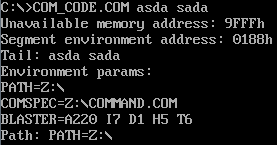 C:\>COM_CODE.COM asda sada
Unavailable memory address: 9FFFh
Segment environment address: 0188h
Tail: asda sada
Environment params:
PATH=Z:\
COMSPEC=Z:\COMMAND.COM
BLASTER=A220 I7 D1 H5 T6
Path: PATH=Z:\